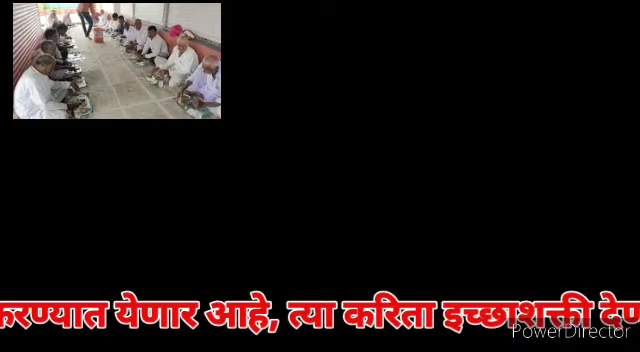 करण्यात येणार आहे, त्या करिता इच्छाशक्ती
PowerDirector